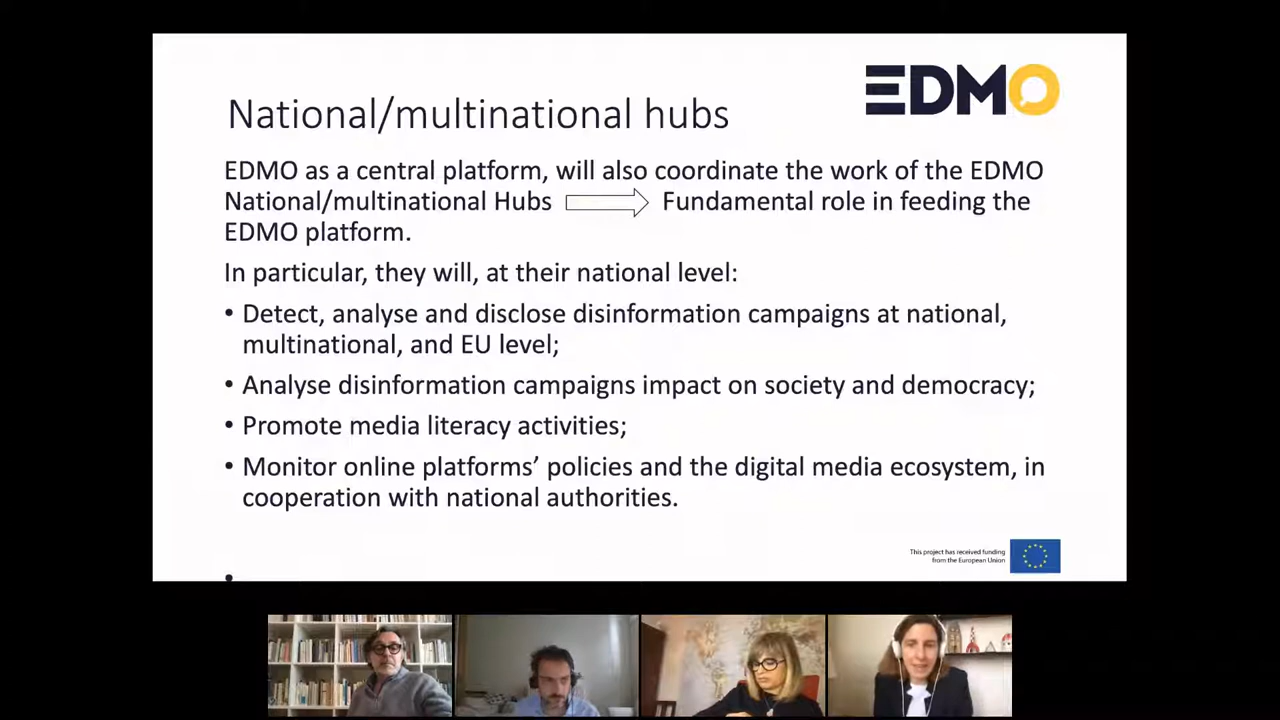 EDMO
National/multinational hubs
EDMO as a central platform, will also coordinate the work of the EDMO
National/multinational Hubs Fundamental role in feeding the
EDMO platform.
In particular, they will, at their national level:
• Detect, analyse and disclose disinformation campaigns at national,
multinational, and EU level;
• Analyse disinformation campaigns impact on society and democracy;
• Promote media literacy activities;
• Monitor online platforms’ policies and the digital media ecosystem, in
cooperation with national authorities.
This project has received funding
from the European Union